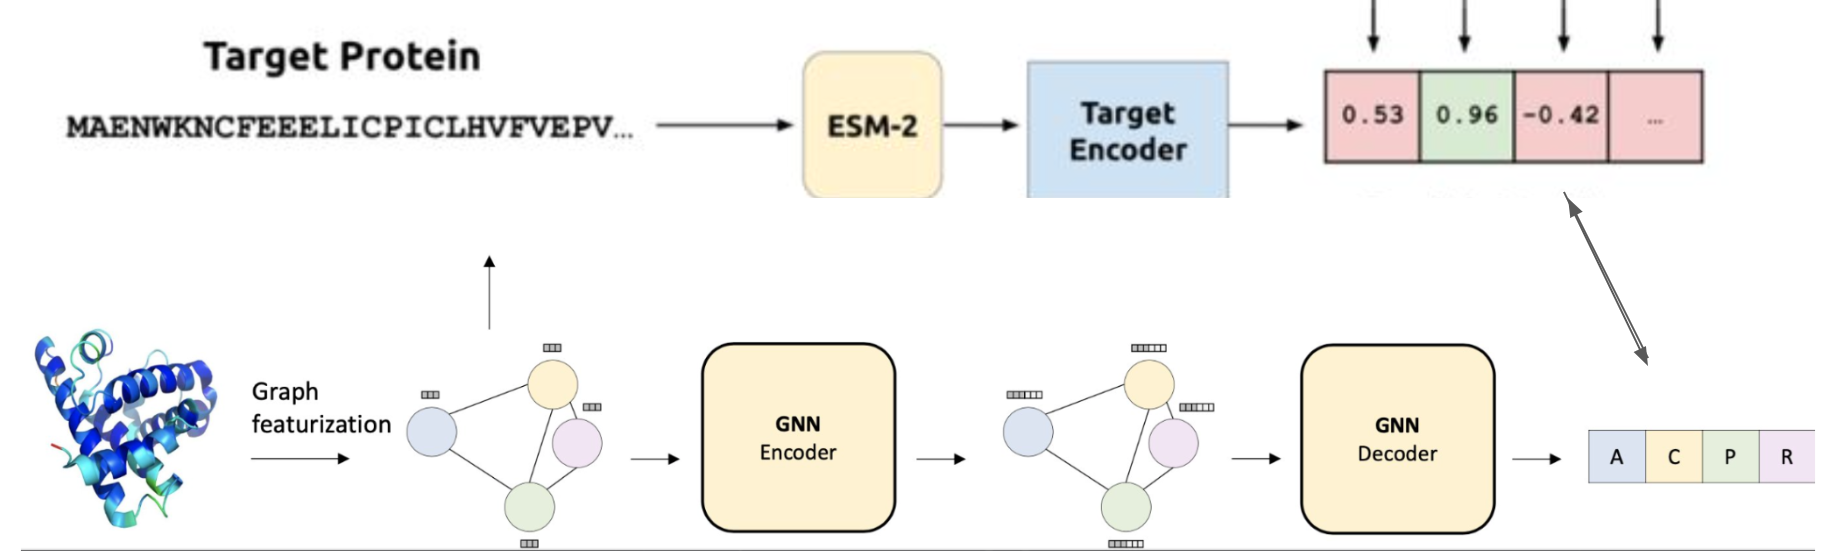 Target Protein
MAENWKNCFEEELICPICLHVFVEPV...
ESM-2
Target
Encoder
0.53 0.96 -0.42 ...
Graph
featurization
GNN
Encoder
GNN
Decoder
A C P R